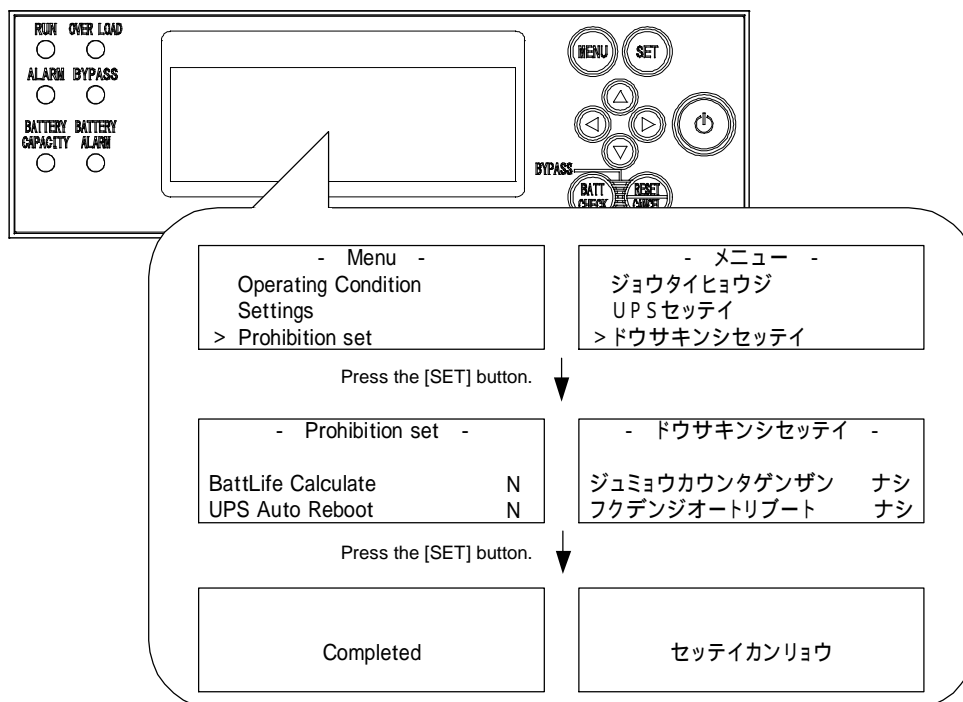 RUN OVER LOAD
ALARM BYPASS
BATTERY CAPACITY
BATTERY ALARM
MENU
SET
BYPASS
BATT CHECK
RESET CANCEL
- Menu -
Operating Condition
Settings
> Prohibition set
- メニュー -
ジョウタイヒョウジ
UPSセッテイ
>ドウサキンシセッテイ
Press the [SET] button.
- Prohibition set -
BattLife Calculate N
UPS Auto Reboot N
- ドウサキンシセッテイ -
ジュミョウカウンタゲンザン ナシ
フクデンジオートリブート ナシ
Press the [SET] button.
Completed
セッテイカンリョウ